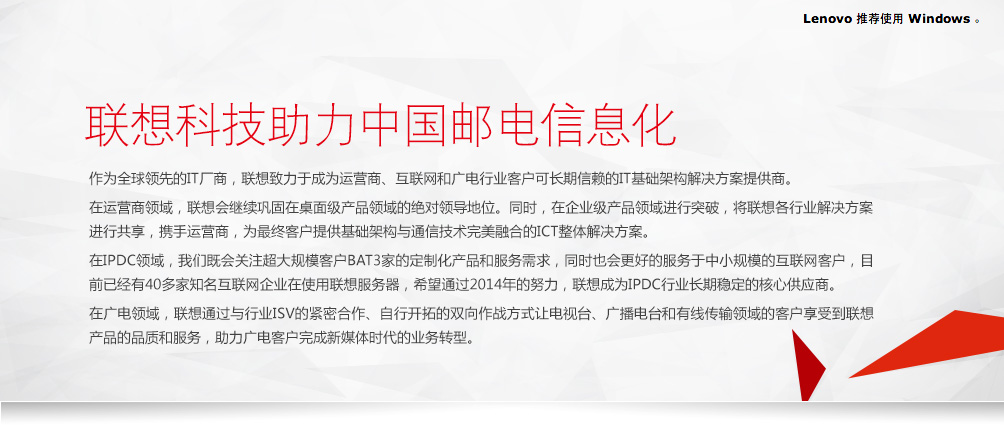 Lenovo 推荐使用 Windows 。
联想科技助力中国邮电信息化
作为全球领先的IT厂商，联想致力于成为运营商、互联网和广电行业客户可长期信赖的IT基础架构解决方案提供商。
在运营商领域，联想会继续巩固在桌面级产品领域的绝对领导地位。同时，在企业级产品领域进行突破，将联想各行业解决方案
进行共享，携手运营商，为最终客户提供基础架构与通信技术完美融合的ICT整体解决方案。
在IPDC领域，我们既会关注超大规模客户BAT3家的定制化产品和服务需求，同时也会更好的服务于中小规模的互联网客户，目
前已经有40多家知名互联网企业在使用联想服务器，希望通过2014年的努力，联想成为IPDC行业长期稳定的核心供应商。
在广电领域，联想通过与行业ISV的紧密合作、自行开拓的双向作战方式让电视台、广播电台和有线传输领域的客户享受到联想
产品的品质和服务，助力广电客户完成新媒体时代的业务转型。